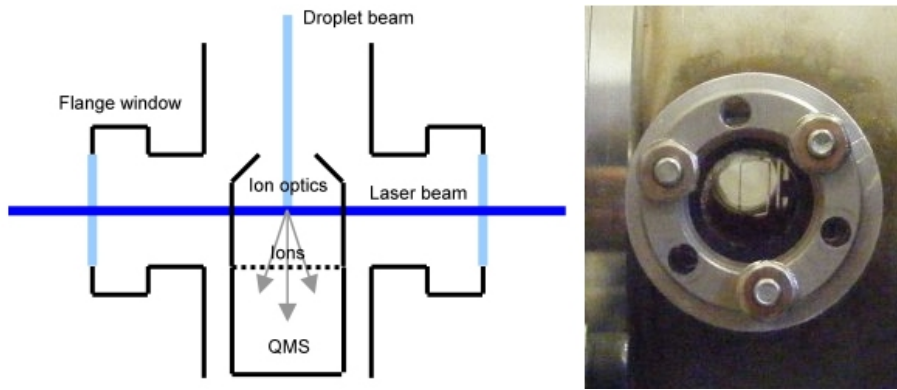 Droplet beam
Flange window
Ion optics
Laser beam
Ions
QMS